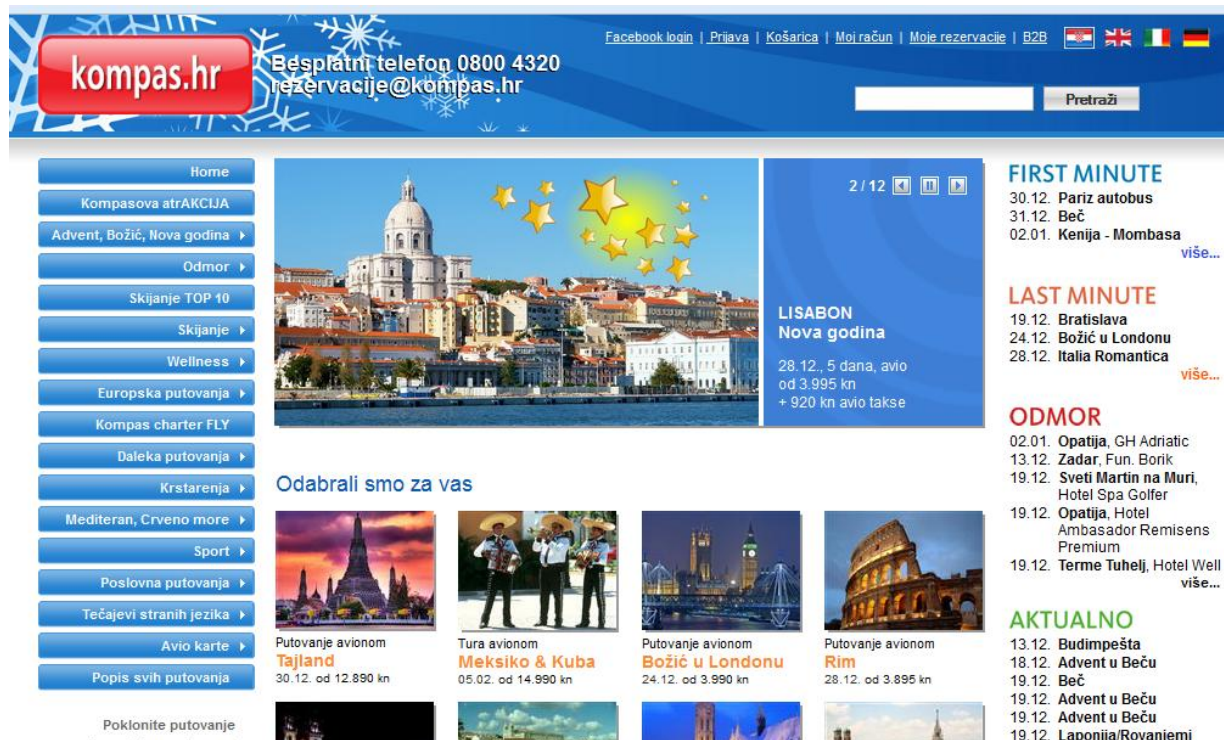 kompas.hr
Besplatni telefon 0800 4320
rezervacije@kompas.hr
Facebook login | Prijava | Košarica | Moj račun | Moje rezervacije | B2B
Pretraži
Home
Kompasova atrAKCIJA
Advent, Božić, Nova godina
Odmor
Skijanje TOP 10
Skijanje
Wellness
Europska putovanja
Kompas charter FLY
Daleka putovanja
Krstarenja
Mediteran, Crveno more
Sport
Poslovna putovanja
Tečajevi stranih jezika
Avio karte
Popis svih putovanja
Poklonite putovanje
2 / 12
LISABON
Nova godina
28.12., 5 dana, avio
od 3.995 kn
+ 920 kn avio takse
Odabrali smo za vas
Putovanje avionom
Tajland
30.12. od 12.890 kn
Tura avionom
Meksiko & Kuba
05.02. od 14.990 kn
Putovanje avionom
Božić u Londonu
24.12. od 3.990 kn
Putovanje avionom
Rim
28.12. od 3.895 kn
FIRST MINUTE
30.12. Pariz autobus
31.12. Beč
02.01. Kenija - Mombasa
više...
LAST MINUTE
19.12. Bratislava
24.12. Božić u Londonu
28.12. Italia Romantica
više...
ODMOR
02.01. Opatija, GH Adriatic
13.12. Zadar, Fun. Borik
19.12. Sveti Martin na Muri,
Hotel Spa Golfer
19.12. Opatija, Hotel
Ambasador Remisens
Premium
19.12. Terme Tuhelj, Hotel Well
više...
AKTUALNO
13.12. Budimpešta
18.12. Advent u Beču
19.12. Beč
19.12. Advent u Beču
19.12. Advent u Beču
19.12. Laponija/Rovaniemi